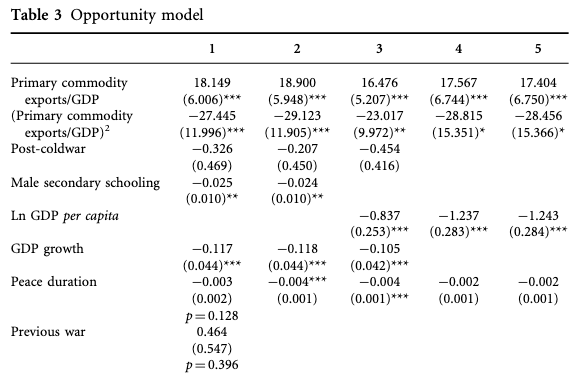 Table 3 Opportunity model
1 2 3 4 5
Primary commodity 18.149 18.900 16.476 17.567 17.404
exports/GDP (6.006)*** (5.948)*** (5.207)*** (6.744)*** (6.750)***
(Primary commodity −27.445 −29.123 −23.017 −28.815 −28.456
exports/GDP)² (11.996)*** (11.905)*** (9.972)** (15.351)* (15.366)*
Post-coldwar −0.326 −0.207 −0.454
(0.469) (0.450) (0.416)
Male secondary schooling −0.025 −0.024
(0.010)** (0.010)**
Ln GDP per capita −0.837 −1.237 −1.243
(0.253)*** (0.283)*** (0.284)***
GDP growth −0.117 −0.118 −0.105
(0.044)*** (0.044)*** (0.042)***
Peace duration −0.003 −0.004*** −0.004 −0.002 −0.002
(0.002) (0.001) (0.001)*** (0.001) (0.001)
p = 0.128
Previous war 0.464
(0.547)
p = 0.396